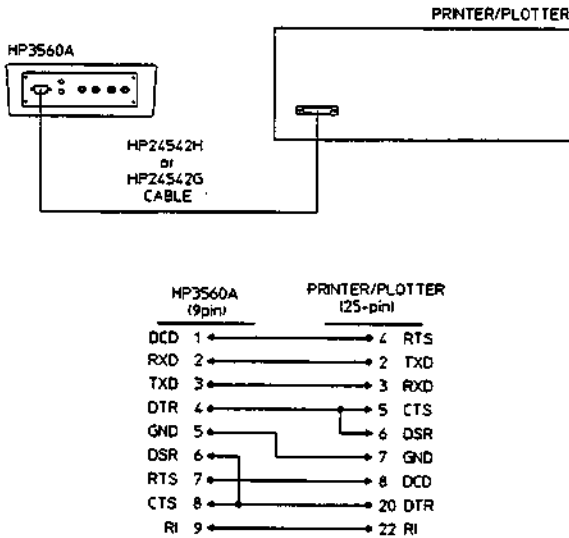 PRINTER/PLOTTER
HP3560A
HP24542H
or
HP24542G
CABLE
HP3560A PRINTER/PLOTTER
(9pin) (25-pin)
DCD 1 4 RTS
RXD 2 2 TXD
TXD 3 3 RXD
DTR 4 5 CTS
6 DSR
GND 5 7 GND
DSR 6
RTS 7 8 DCD
CTS 8 20 DTR
RI 9 22 RI